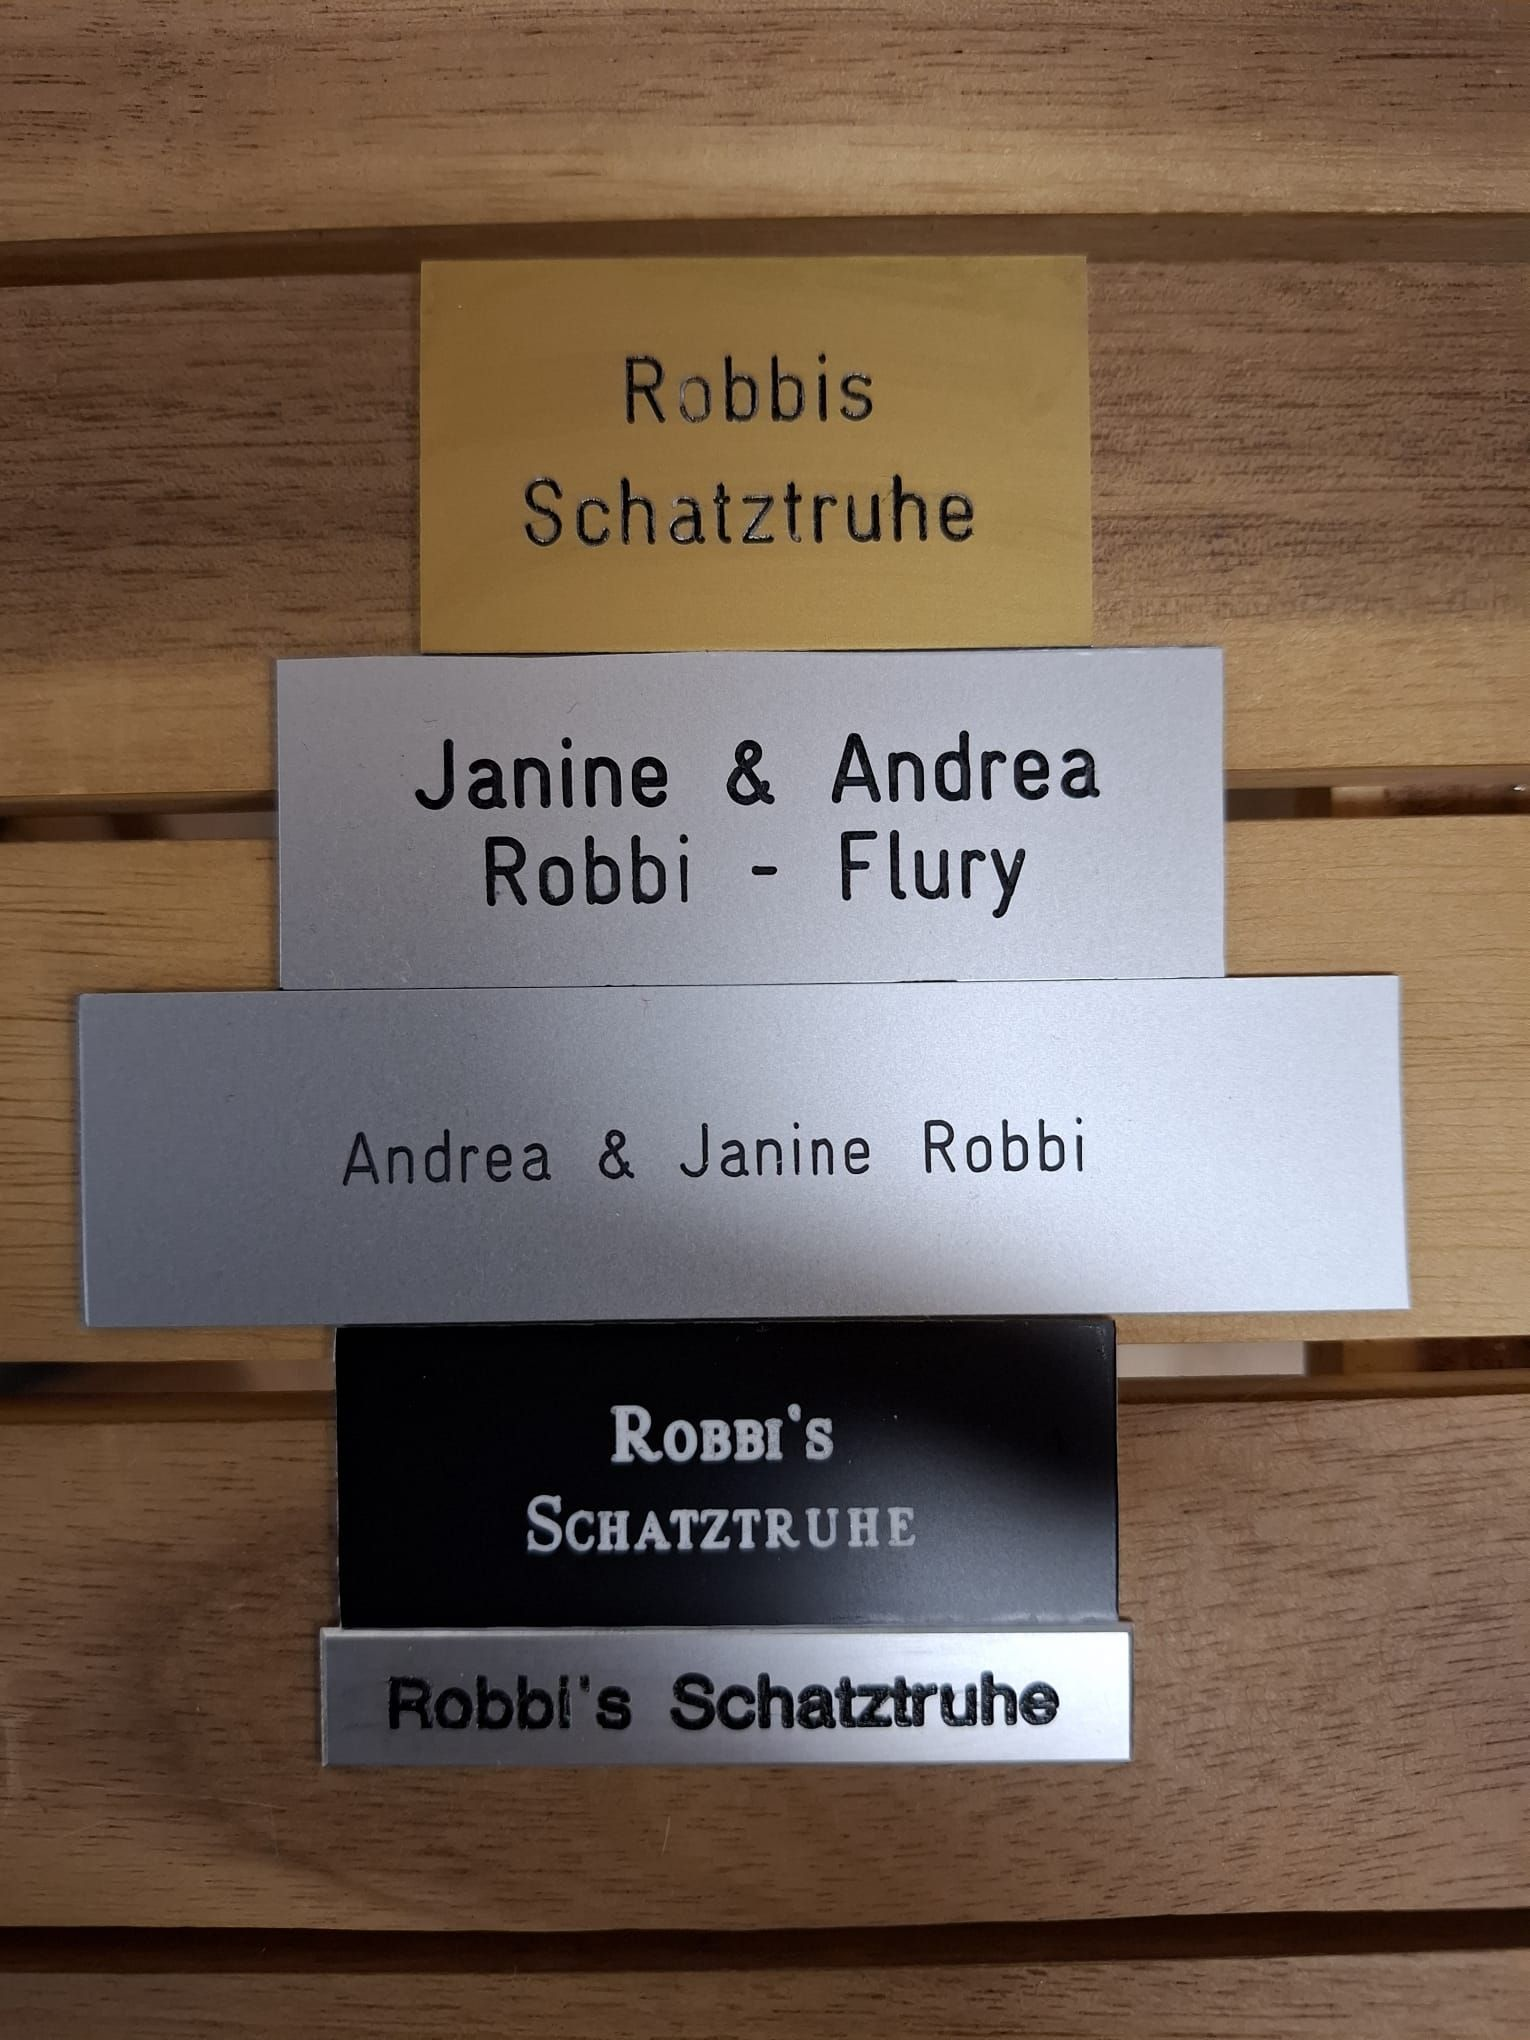 Robbis
Schatztruhe
Janine & Andrea
Robbi - Flury
Andrea & Janine Robbi
ROBBI'S
SCHATZTRUHE
Robbi's Schatztruhe